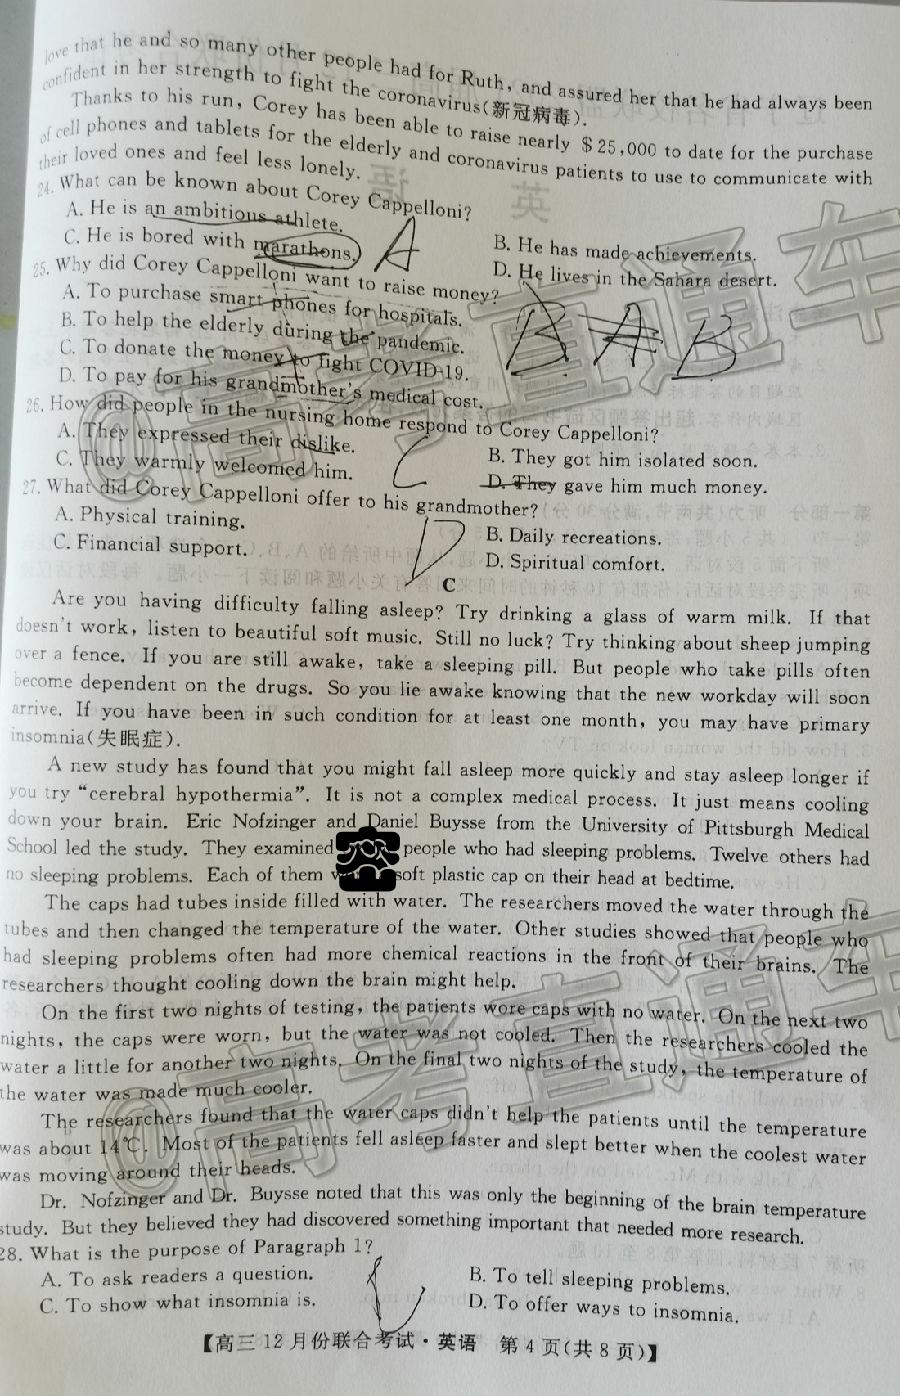 love that he and so many other people had for Ruth, and assured her that he had always been
confident in her strength to fight the coronavirus(新冠病毒).
Thanks to his run, Corey has been able to raise nearly $25,000 to date for the purchase
of cell phones and tablets for the elderly and coronavirus patients to use to communicate with
their loved ones and feel less lonely.
24. What can be known about Corey Cappelloni?
A. He is an ambitious athlete.
B. He has made achievements.
C. He is bored with marathons.
D. He lives in the Sahara desert.
A
25. Why did Corey Cappelloni want to raise money?
A. To purchase smart phones for hospitals.
B. To help the elderly during the pandemic.
C. To donate the money to fight COVID-19.
D. To pay for his grandmother's medical cost.
B A B
26. How did people in the nursing home respond to Corey Cappelloni?
A. They expressed their dislike.
B. They got him isolated soon.
C. They warmly welcomed him.
D. They gave him much money.
C
27. What did Corey Cappelloni offer to his grandmother?
A. Physical training.
B. Daily recreations.
C. Financial support.
D. Spiritual comfort.
D
C
Are you having difficulty falling asleep? Try drinking a glass of warm milk. If that
doesn't work, listen to beautiful soft music. Still no luck? Try thinking about sheep jumping
over a fence. If you are still awake, take a sleeping pill. But people who take pills often
become dependent on the drugs. So you lie awake knowing that the new workday will soon
arrive. If you have been in such condition for at least one month, you may have primary
insomnia(失眠症).
A new study has found that you might fall asleep more quickly and stay asleep longer if
you try "cerebral hypothermia". It is not a complex medical process. It just means cooling
down your brain. Eric Nofzinger and Daniel Buysse from the University of Pittsburgh Medical
School led the study. They examined people who had sleeping problems. Twelve others had
no sleeping problems. Each of them soft plastic cap on their head at bedtime.
The caps had tubes inside filled with water. The researchers moved the water through the
tubes and then changed the temperature of the water. Other studies showed that people who
had sleeping problems often had more chemical reactions in the front of their brains. The
researchers thought cooling down the brain might help.
On the first two nights of testing, the patients wore caps with no water. On the next two
nights, the caps were worn, but the water was not cooled. Then the researchers cooled the
water a little for another two nights. On the final two nights of the study, the temperature of
the water was made much cooler.
The researchers found that the water caps didn't help the patients until the temperature
was about 14℃. Most of the patients fell asleep faster and slept better when the coolest water
was moving around their heads.
Dr. Nofzinger and Dr. Buysse noted that this was only the beginning of the brain temperature
study. But they believed they had discovered something important that needed more research.
28. What is the purpose of Paragraph 1?
A. To ask readers a question.
B. To tell sleeping problems.
C. To show what insomnia is.
D. To offer ways to insomnia.
【高三12月份联合考试·英语 第4页(共8页)】
@高考直通车
@高考直通车